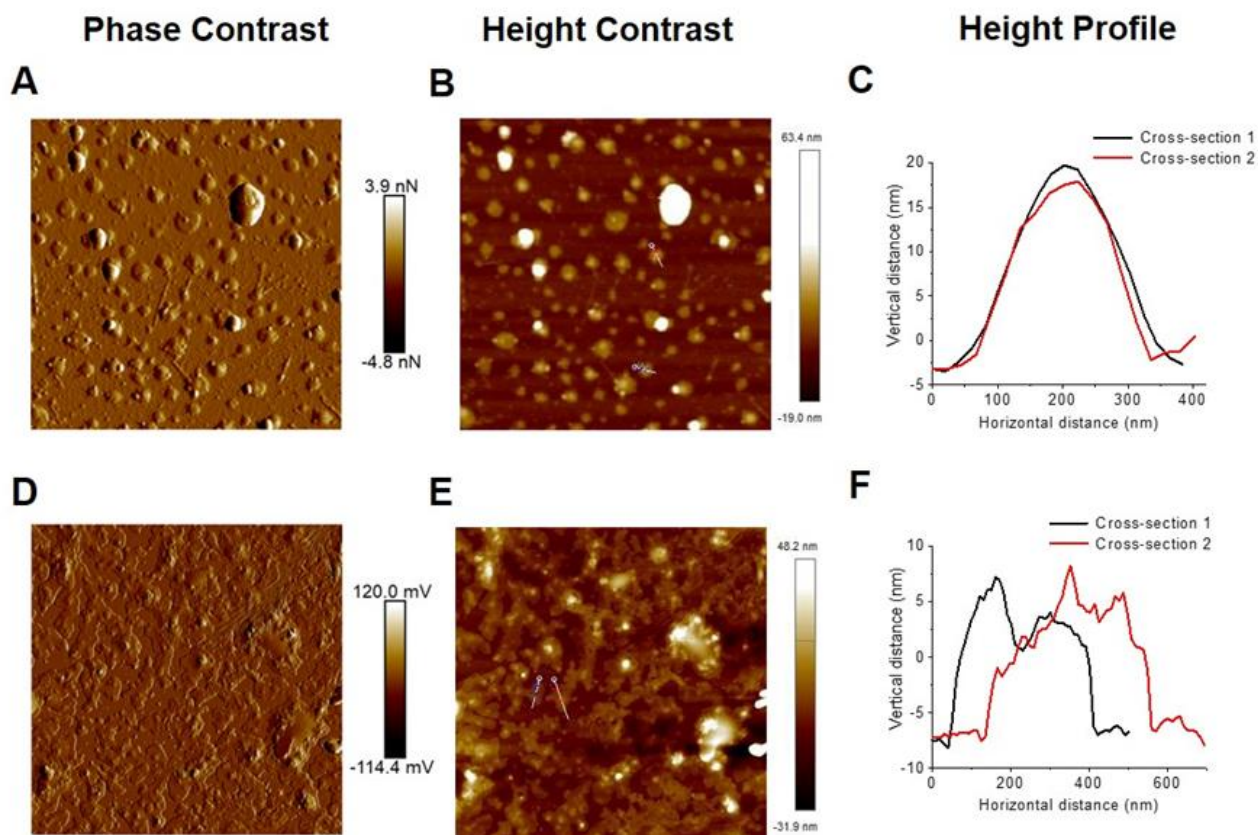 Phase Contrast
Height Contrast
Height Profile
A
B
C
3.9 nN
-4.8 nN
63.4 nm
-19.0 nm
Cross-section 1
Cross-section 2
20
15
10
5
0
-5
Vertical distance (nm)
0 100 200 300 400
Horizontal distance (nm)
D
E
F
120.0 mV
-114.4 mV
48.2 nm
-31.9 nm
Cross-section 1
Cross-section 2
10
5
0
-5
-10
Vertical distance (nm)
0 200 400 600
Horizontal distance (nm)